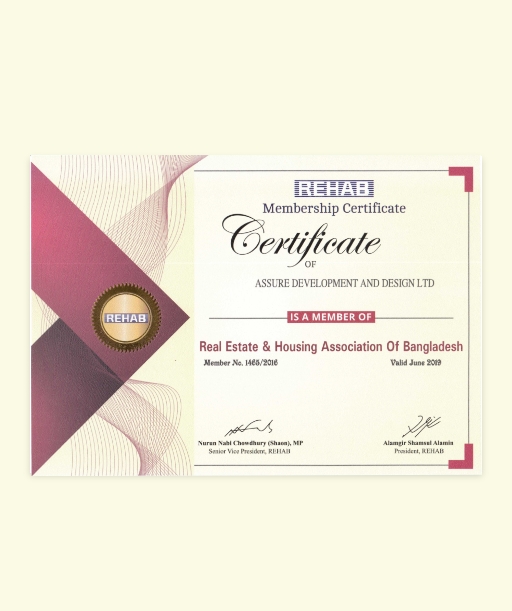 REHAB
Membership Certificate
Certificate
OF
ASSURE DEVELOPMENT AND DESIGN LTD
IS A MEMBER OF
REHAB
Real Estate & Housing Association Of Bangladesh
Member No. 1465/2016
Valid June 2019
Nurun Nabi Chowdhury (Shaon), MP
Senior Vice President, REHAB
Alamgir Shamsul Alamin
President, REHAB